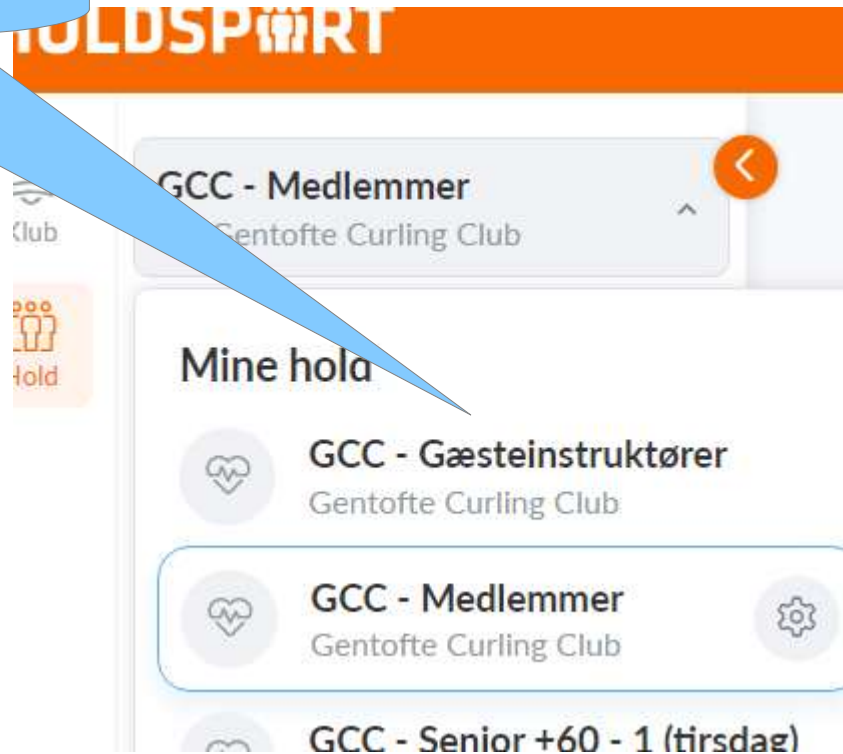 HOLDSPORT
GCC - Medlemmer
Gentofte Curling Club
Klub
Hold
Mine hold
GCC - Gæsteinstruktører
Gentofte Curling Club
GCC - Medlemmer
Gentofte Curling Club
GCC - Senior +60 - 1 (tirsdag)